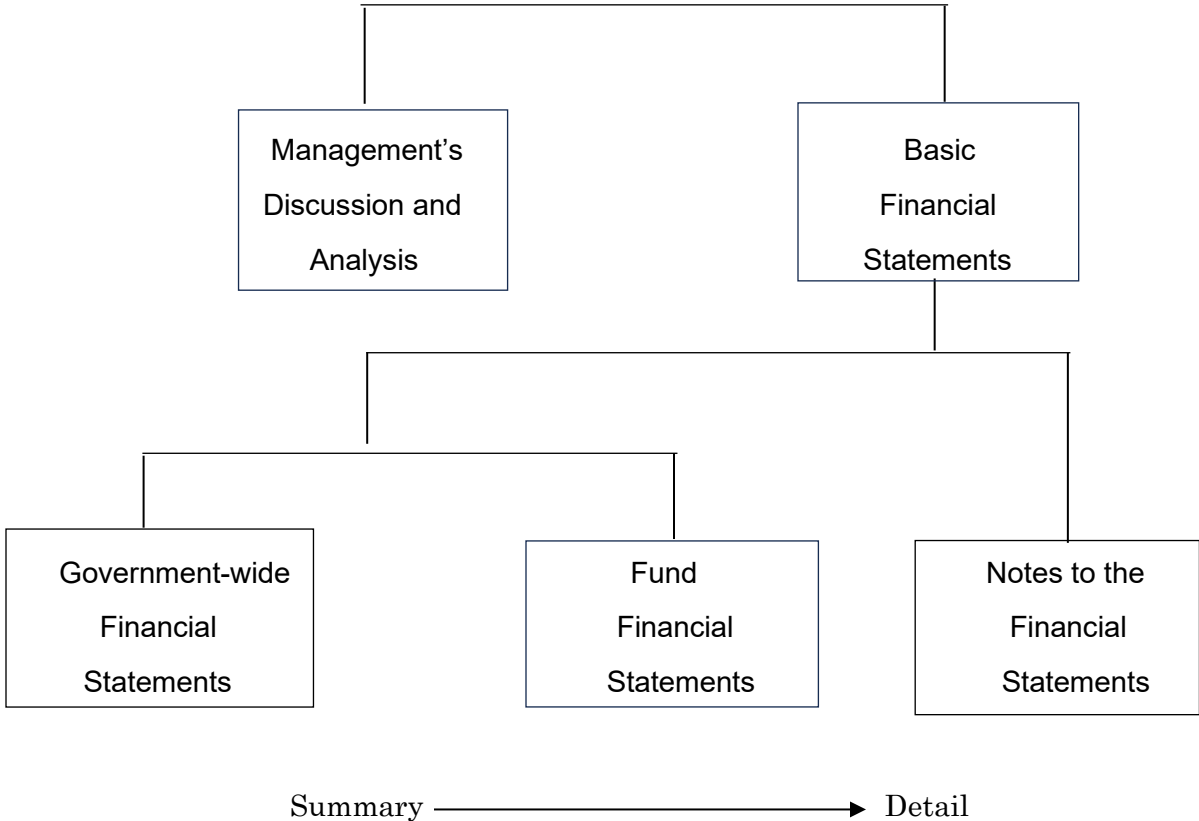 Management’s
Discussion and
Analysis
Basic
Financial
Statements
Government-wide
Financial
Statements
Fund
Financial
Statements
Notes to the
Financial
Statements
Summary
Detail